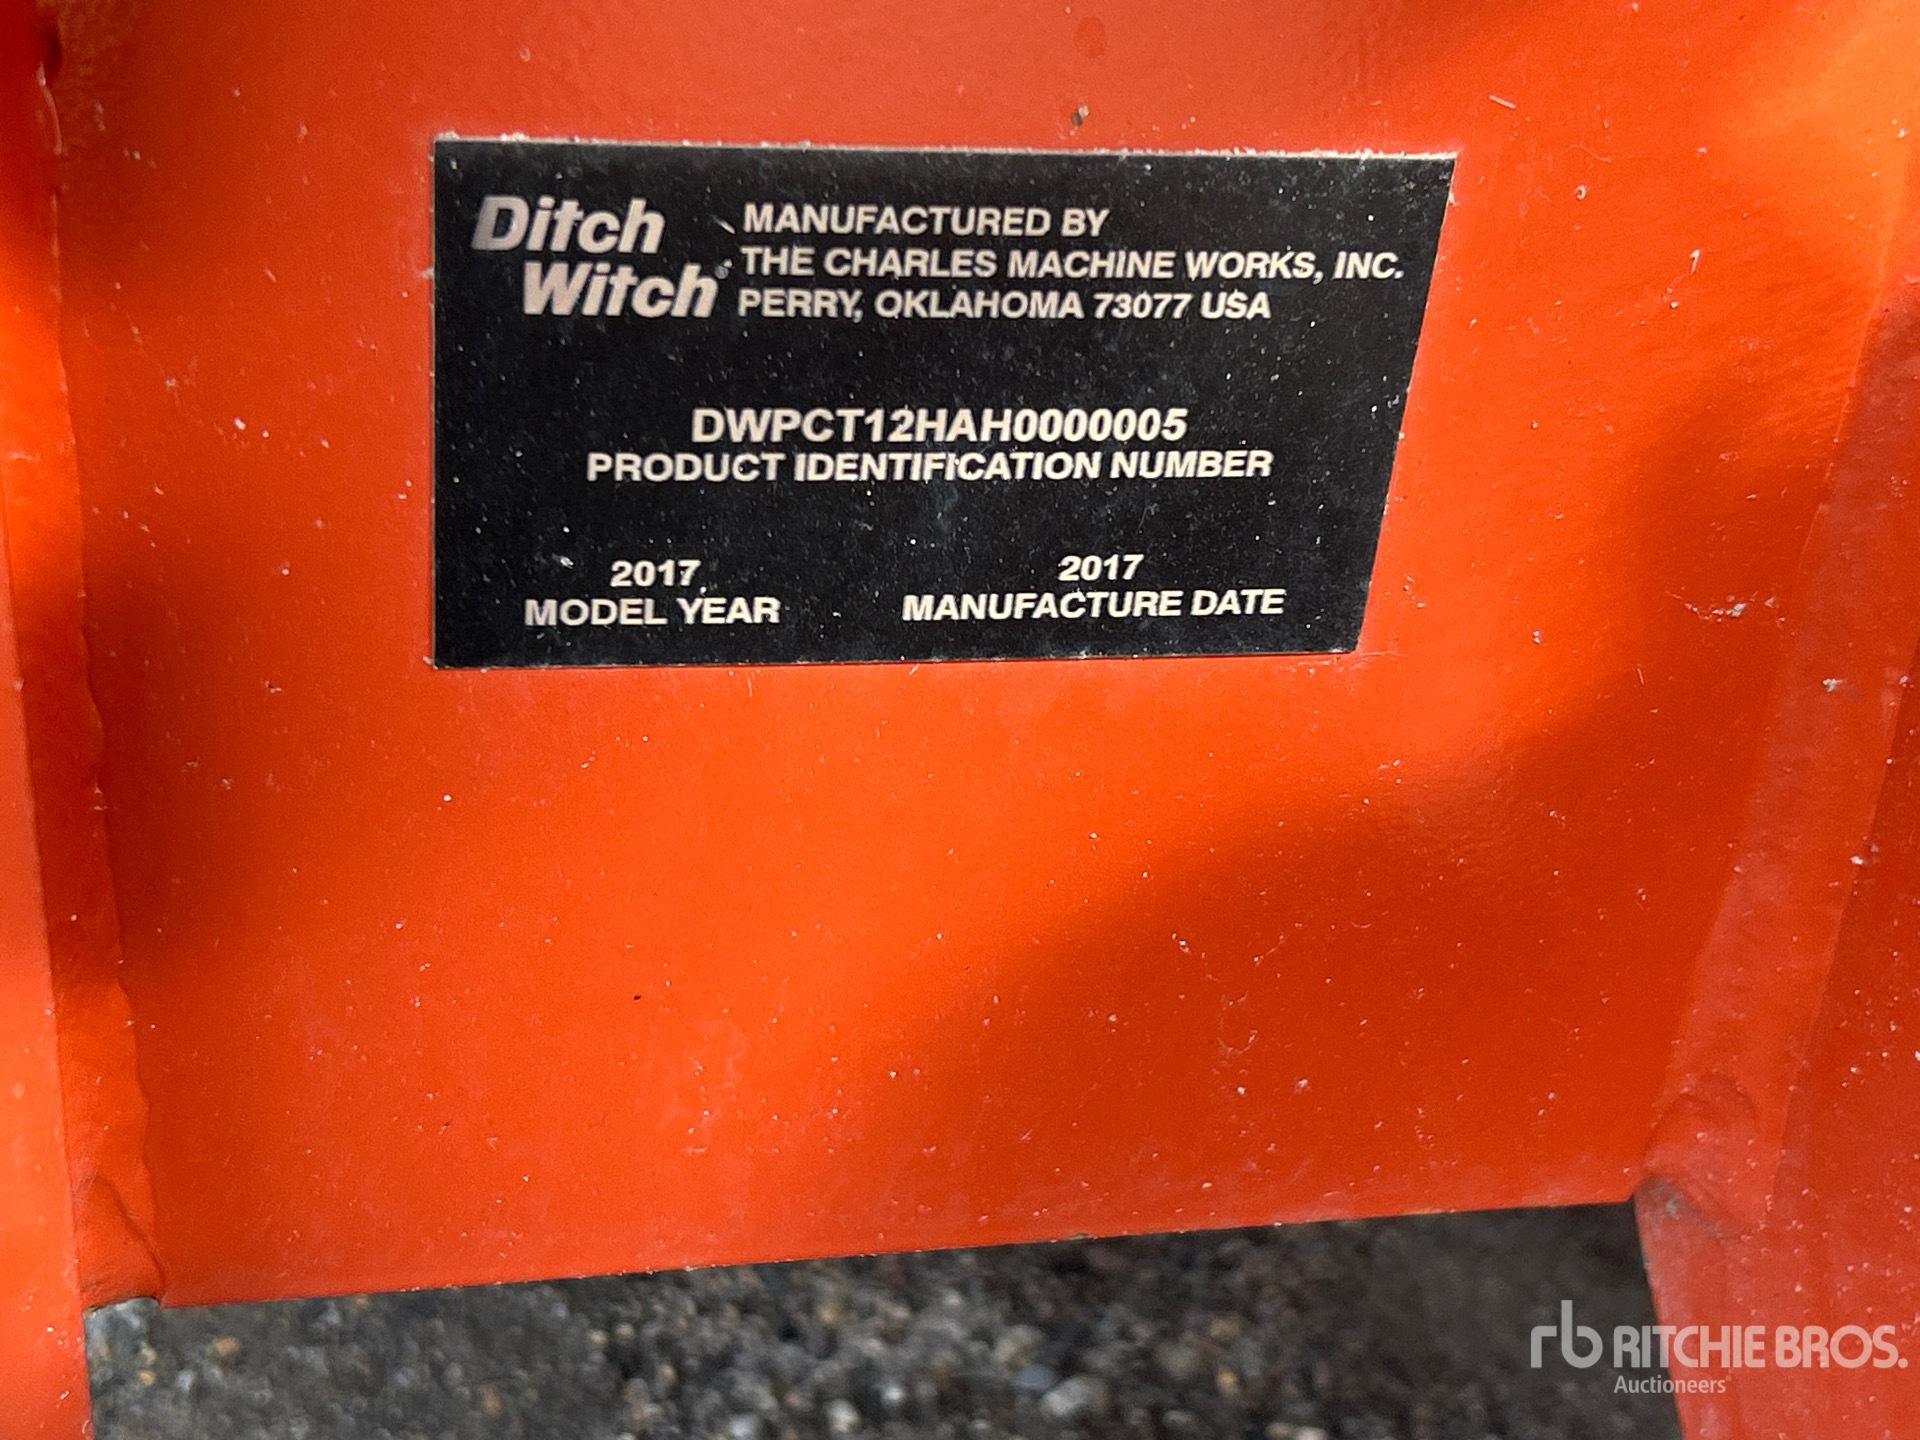 Ditch
Witch®
MANUFACTURED BY
THE CHARLES MACHINE WORKS, INC.
PERRY, OKLAHOMA 73077 USA
DWPCT12HAH0000005
PRODUCT IDENTIFICATION NUMBER
2017
MODEL YEAR
2017
MANUFACTURE DATE
rb RITCHIE BROS.
Auctioneers